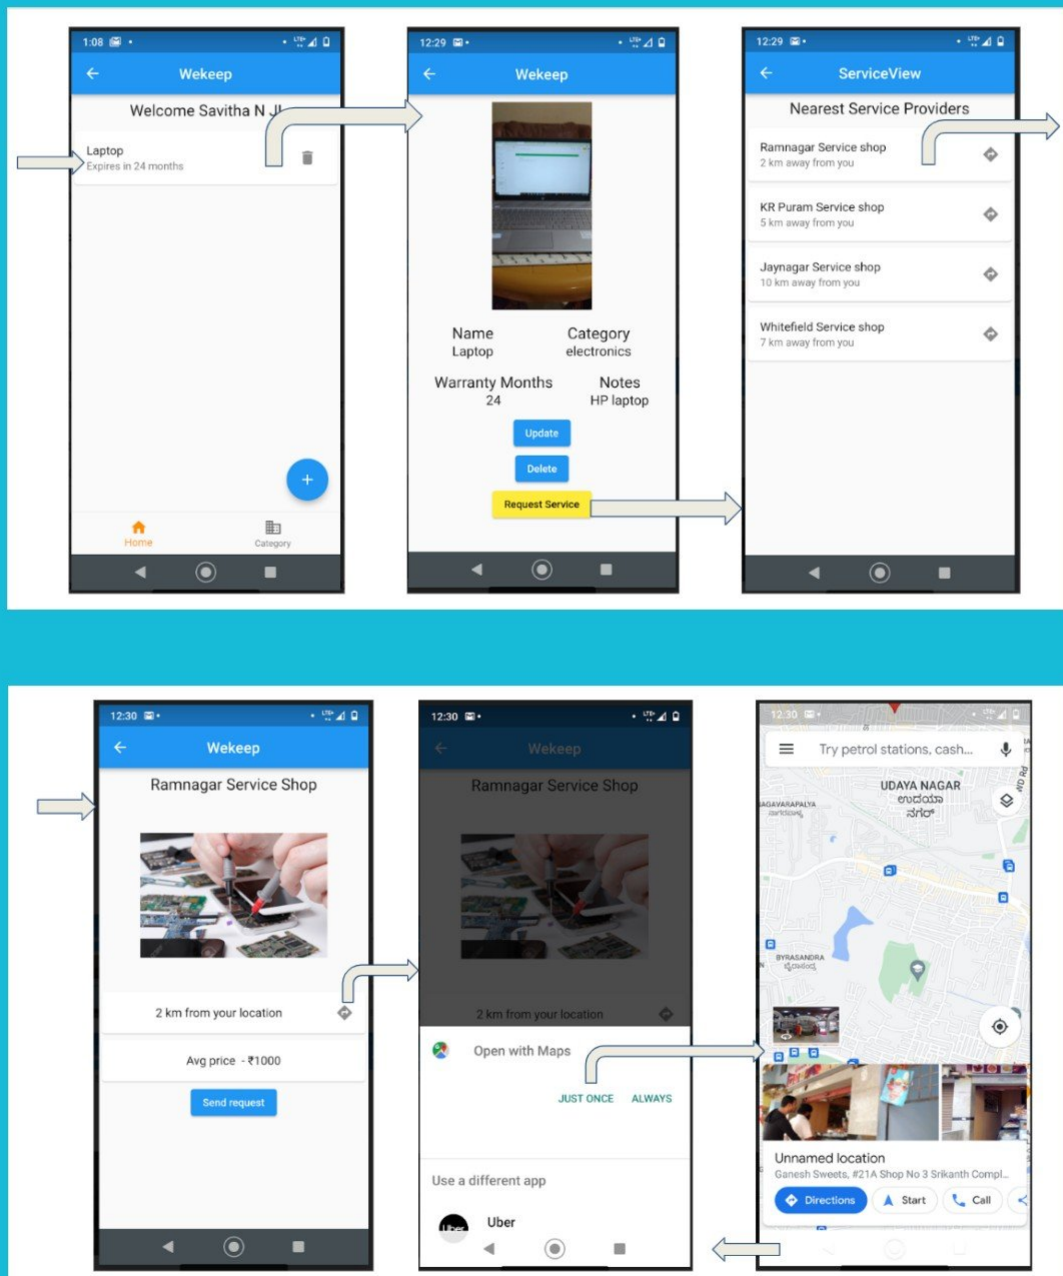 1:08
Wekeep
Welcome Savitha N
Laptop
Expires in 24 months
Home
Category
12:29
Wekeep
Name
Category
Laptop
electronics
Warranty Months
Notes
24
HP laptop
Update
Delete
Request Service
12:29
ServiceView
Nearest Service Providers
Ramnagar Service shop
2 km away from you
KR Puram Service shop
5 km away from you
Jaynagar Service shop
10 km away from you
Whitefield Service shop
7 km away from you
12:30
Wekeep
Ramnagar Service Shop
2 km from your location
Avg price - ₹1000
Send request
12:30
Wekeep
Ramnagar Service Shop
2 km from your location
Open with Maps
JUST ONCE ALWAYS
Use a different app
Uber
Uber
12:30
Try petrol stations, cash...
UDAYA NAGAR
ಉದಯಾ
ನಗರ್
AGAVARAPALYA
BYRASANDRA
Unnamed location
Ganesh Sweets, #21A Shop No 3 Srikanth Compl...
Directions
Start
Call